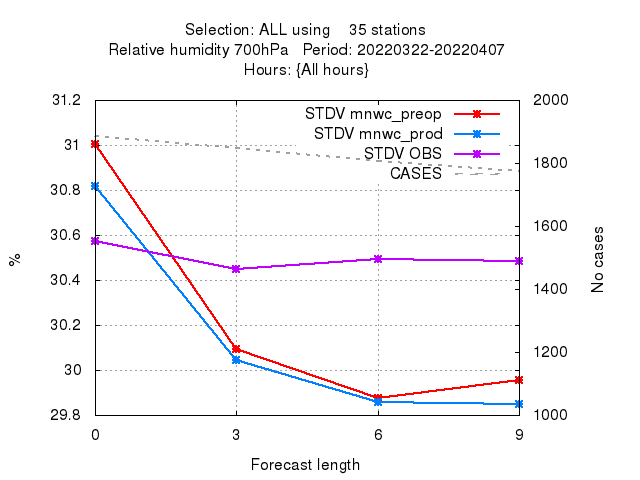 Selection: ALL using    35 stations
Relative humidity 700hPa   Period: 20220322-20220407
Hours: {All hours}
STDV mnwc_preop
STDV mnwc_prod
STDV OBS
CASES
31.2
31
30.8
30.6
30.4
30.2
30
29.8
%
2000
1800
1600
1400
1200
1000
No cases
0 3 6 9
Forecast length